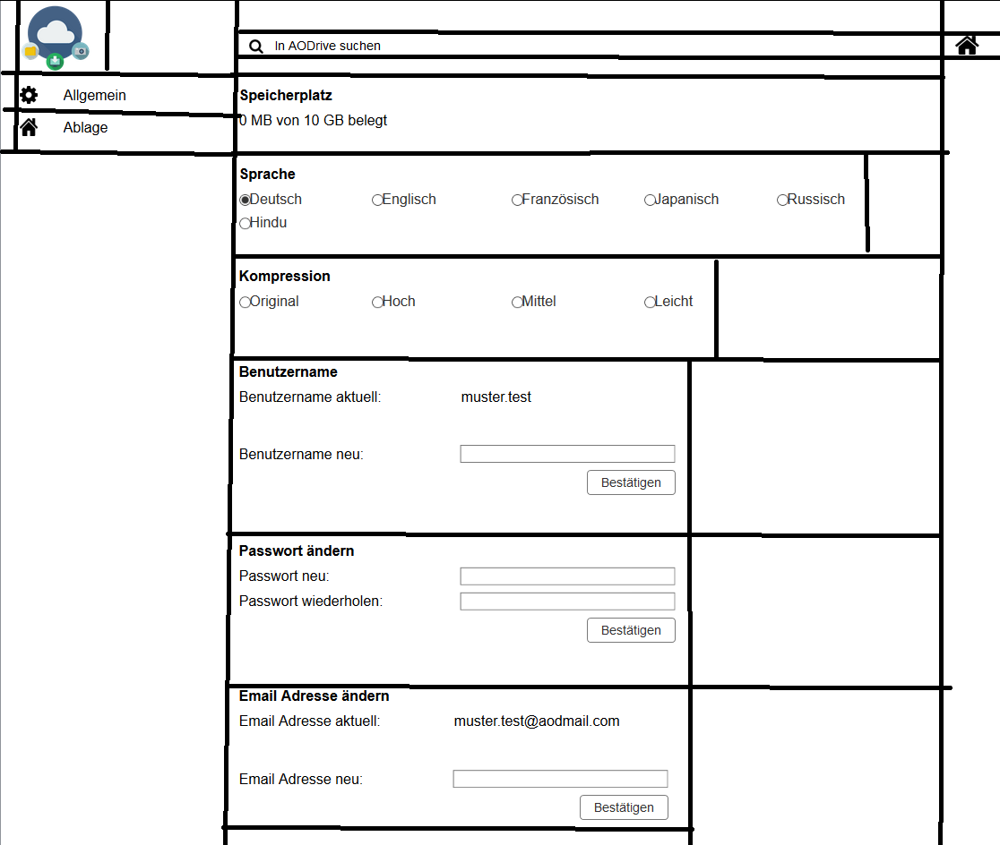 In AODrive suchen
Allgemein
Ablage
Speicherplatz
0 MB von 10 GB belegt
Sprache
Deutsch Englisch Französisch Japanisch Russisch
Hindu
Kompression
Original Hoch Mittel Leicht
Benutzername
Benutzername aktuell: muster.test
Benutzername neu:
Bestätigen
Passwort ändern
Passwort neu:
Passwort wiederholen:
Bestätigen
Email Adresse ändern
Email Adresse aktuell: muster.test@aodmail.com
Email Adresse neu:
Bestätigen